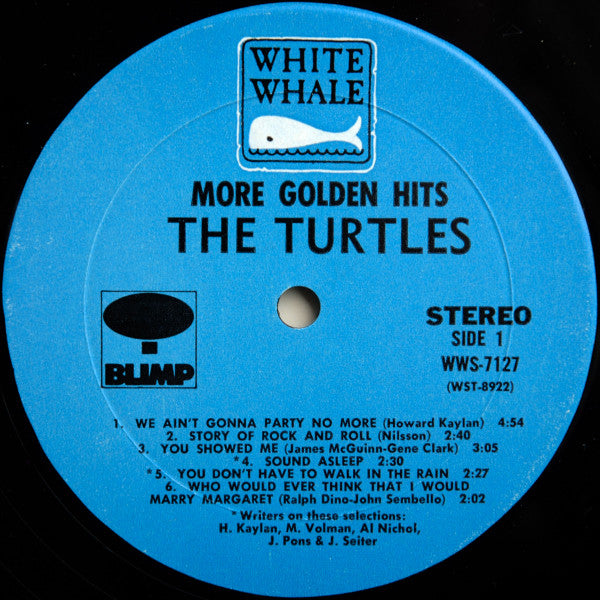 WHITE
WHALE
MORE GOLDEN HITS
THE TURTLES
BLIMP
STEREO
SIDE 1
WWS-7127
(WST-8922)
1. WE AIN'T GONNA PARTY NO MORE (Howard Kaylan) 4:54
2. STORY OF ROCK AND ROLL (Nilsson) 2:40
3. YOU SHOWED ME (James McGuinn-Gene Clark) 3:05
*4. SOUND ASLEEP 2:30
*5. YOU DON'T HAVE TO WALK IN THE RAIN 2:27
6. WHO WOULD EVER THINK THAT I WOULD
MARRY MARGARET (Ralph Dino-John Sembello) 2:02
*Writers on these selections:
H. Kaylan, M. Volman, Al Nichol,
J. Pons & J. Seiter